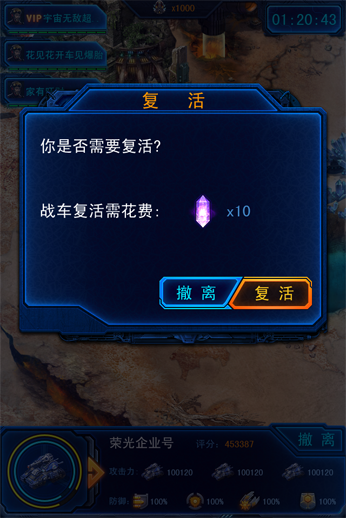 x1000
01:20:43
VIP宇宙无敌超
花见花开车见爆胎
家有
复 活
你是否需要复活?
战车复活需花费: x10
撤 离 复 活
荣光企业号 评分: 453387 撤 离
攻击力 100120 100120 100120
防御 100% 100% 100% 100%